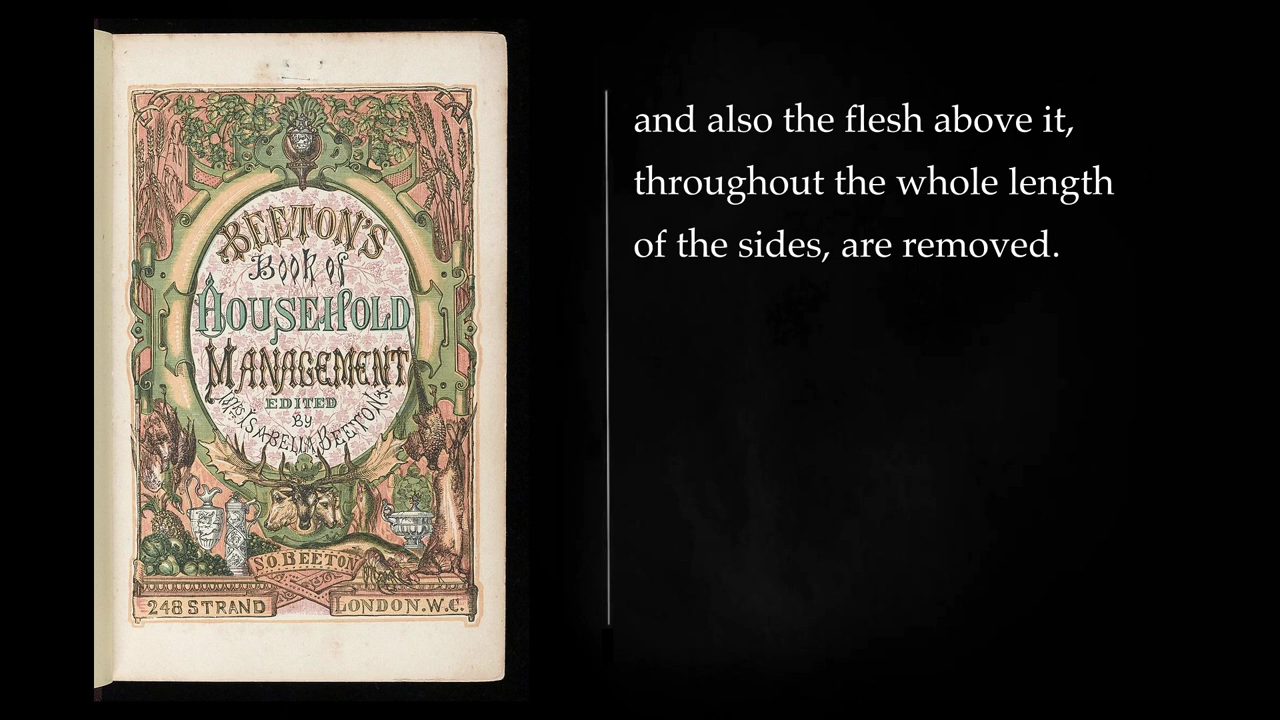 BEETON'S
Book of
HOUSEHOLD
MANAGEMENT
EDITED
By
MRS ISABELLA BEETON
S.O. BEETON
248 STRAND
LONDON. W.C.
and also the flesh above it,
throughout the whole length
of the sides, are removed.